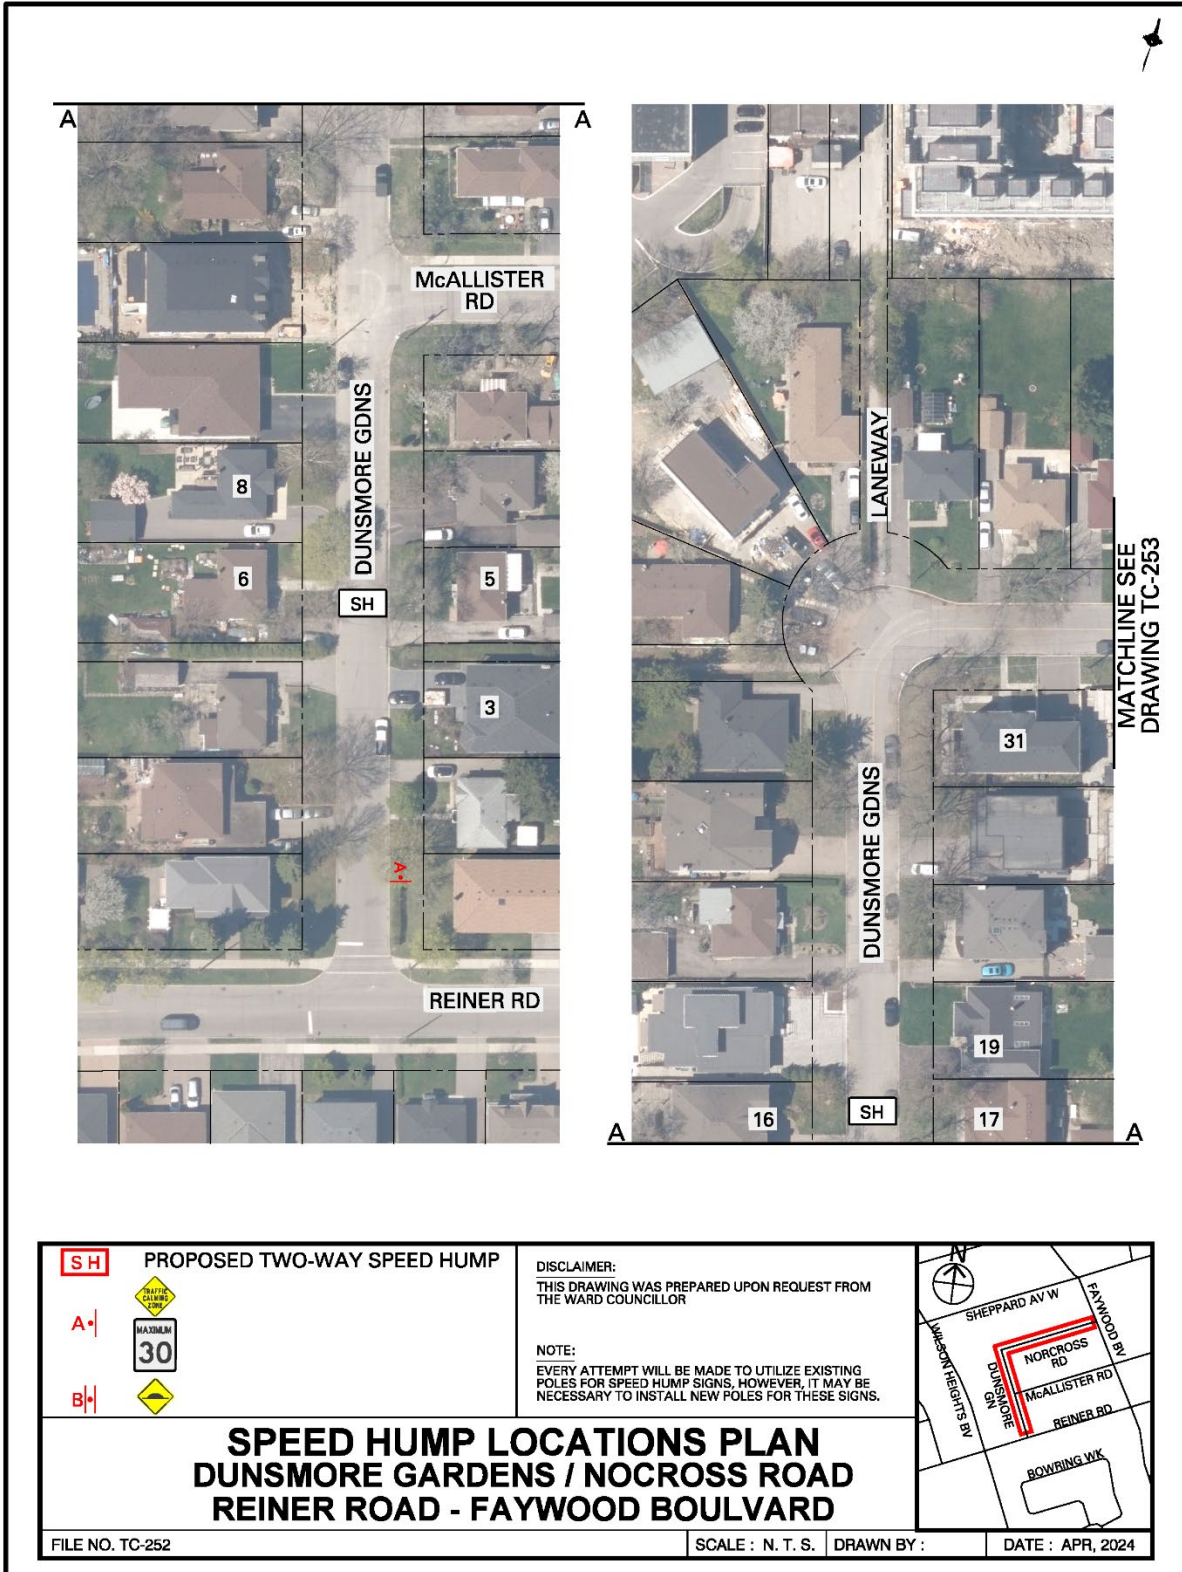 A
A
McALLISTER
RD
DUNSMORE GDNS
8
6
5
SH
3
A
REINER RD
LANEWAY
MATCHLINE SEE
DRAWING TC-253
31
DUNSMORE GDNS
19
16
SH
17
A
A
SH
PROPOSED TWO-WAY SPEED HUMP
A
TRAFFIC
CALMING
ZONE
MAXIMUM
30
B
DISCLAIMER:
THIS DRAWING WAS PREPARED UPON REQUEST FROM
THE WARD COUNCILLOR
NOTE:
EVERY ATTEMPT WILL BE MADE TO UTILIZE EXISTING
POLES FOR SPEED HUMP SIGNS, HOWEVER, IT MAY BE
NECESSARY TO INSTALL NEW POLES FOR THESE SIGNS.
N
SHEPPARD AV W
FAYWOOD BV
WILSON HEIGHTS BV
NORCROSS
RD
DUNSMORE
GN
McALLISTER RD
REINER RD
BOWRING WK
SPEED HUMP LOCATIONS PLAN
DUNSMORE GARDENS / NOCROSS ROAD
REINER ROAD - FAYWOOD BOULVARD
FILE NO. TC-252
SCALE : N. T. S.
DRAWN BY :
DATE : APR, 2024